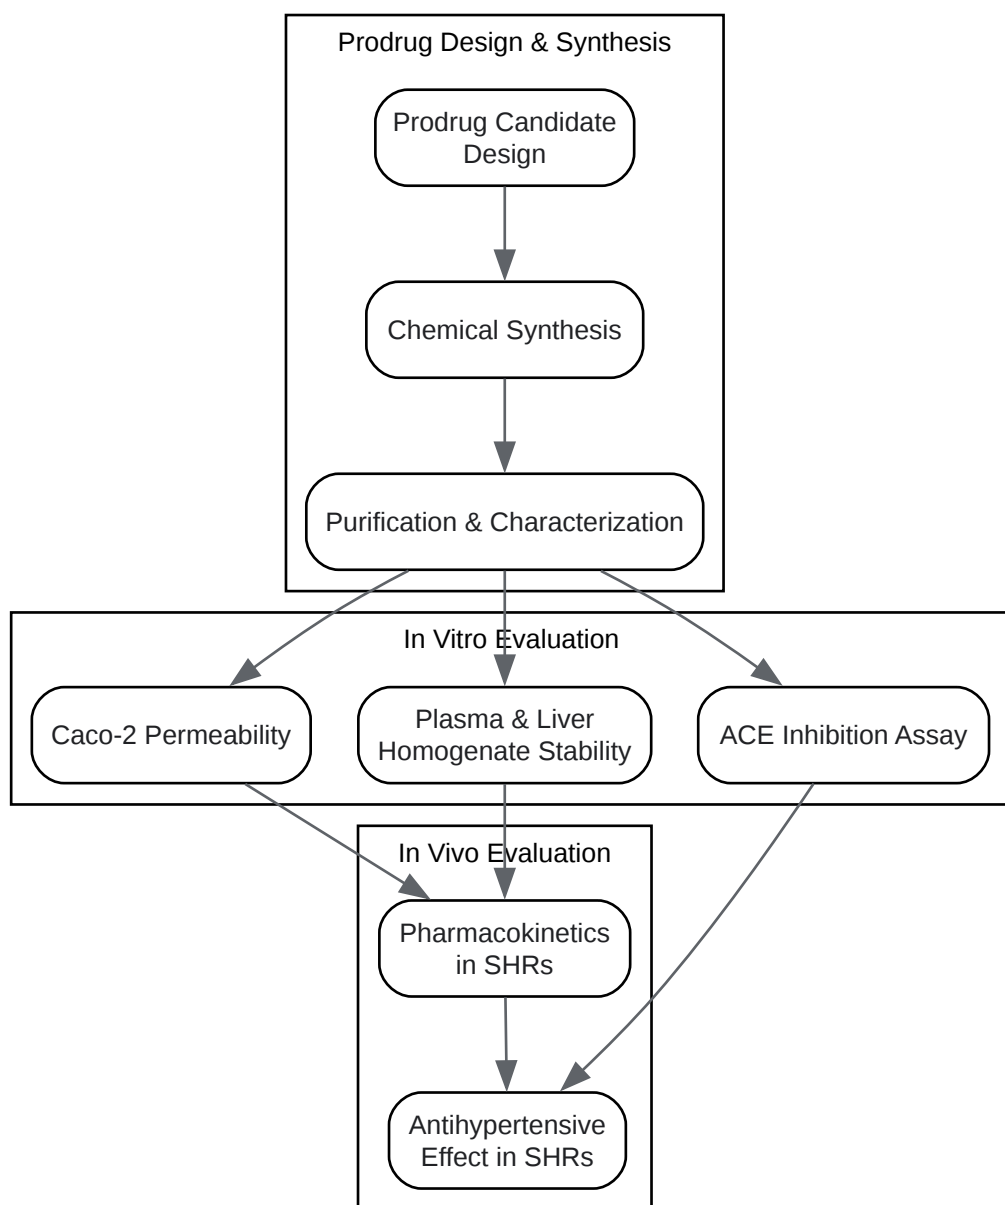 Prodrug Design & Synthesis
Prodrug Candidate
Design
Chemical Synthesis
Purification & Characterization
In Vitro Evaluation
Caco-2 Permeability
Plasma & Liver
Homogenate Stability
ACE Inhibition Assay
In Vivo Evaluation
Pharmacokinetics
in SHRs
Antihypertensive
Effect in SHRs